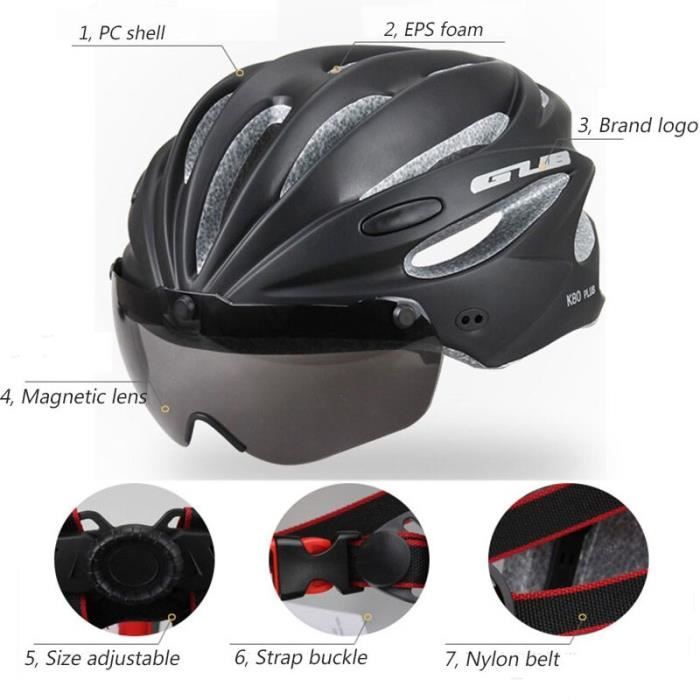 1, PC shell
2, EPS foam
3, Brand logo
GUB
K80 PLUS
4, Magnetic lens
5, Size adjustable
6, Strap buckle
7, Nylon belt